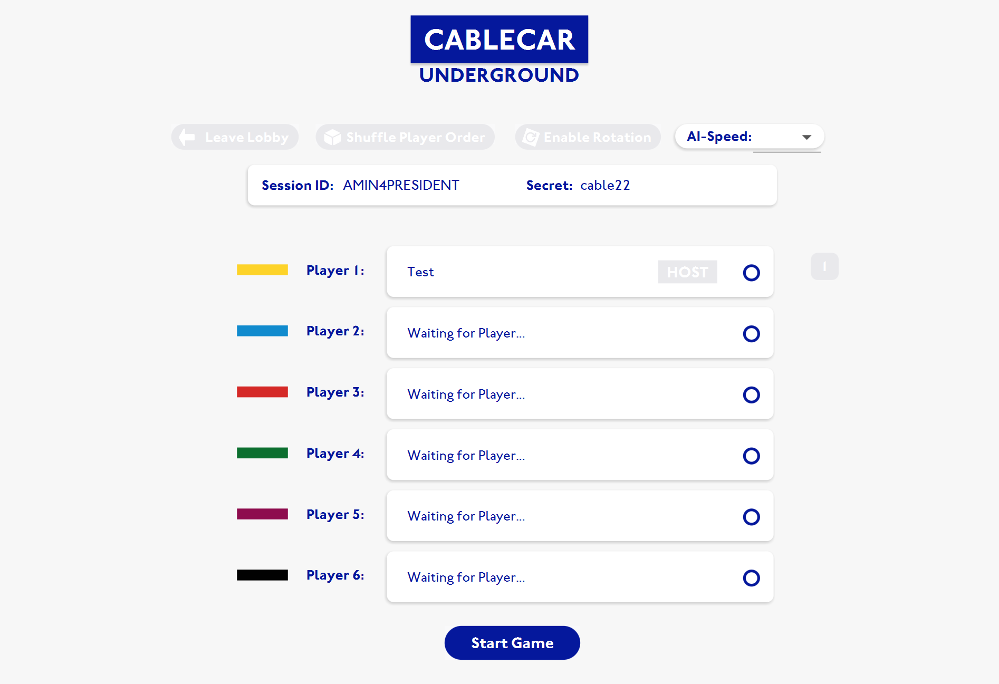 CABLECAR
UNDERGROUND
Leave Lobby Shuffle Player Order Enable Rotation AI-Speed:
Session ID: AMIN4PRESIDENT Secret: cable22
Player 1: Test HOST 1
Player 2: Waiting for Player...
Player 3: Waiting for Player...
Player 4: Waiting for Player...
Player 5: Waiting for Player...
Player 6: Waiting for Player...
Start Game